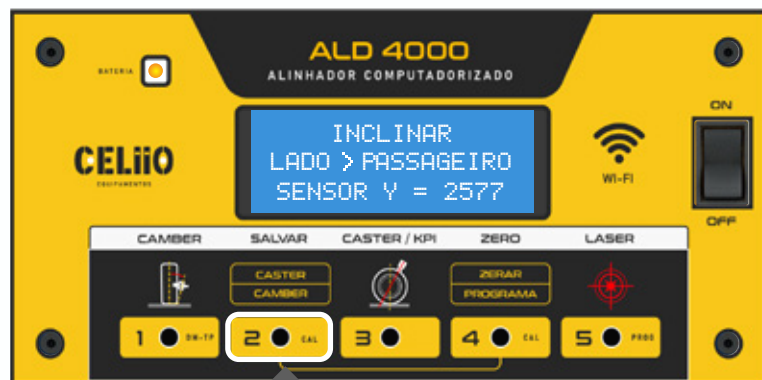 ALD 4000
BATERIA
ALINHADOR COMPUTADORIZADO
ON
INCLINAR
LADO > PASSAGEIRO
SENSOR Y = 2577
CELiiO
EQUIPAMENTOS
WI-FI
OFF
CAMBER SALVAR CASTER / KPI ZERO LASER
CASTER
CAMBER
ZERAR
PROGRAMA
1 DM-TP 2 CAL 3 4 CAL 5 PROG